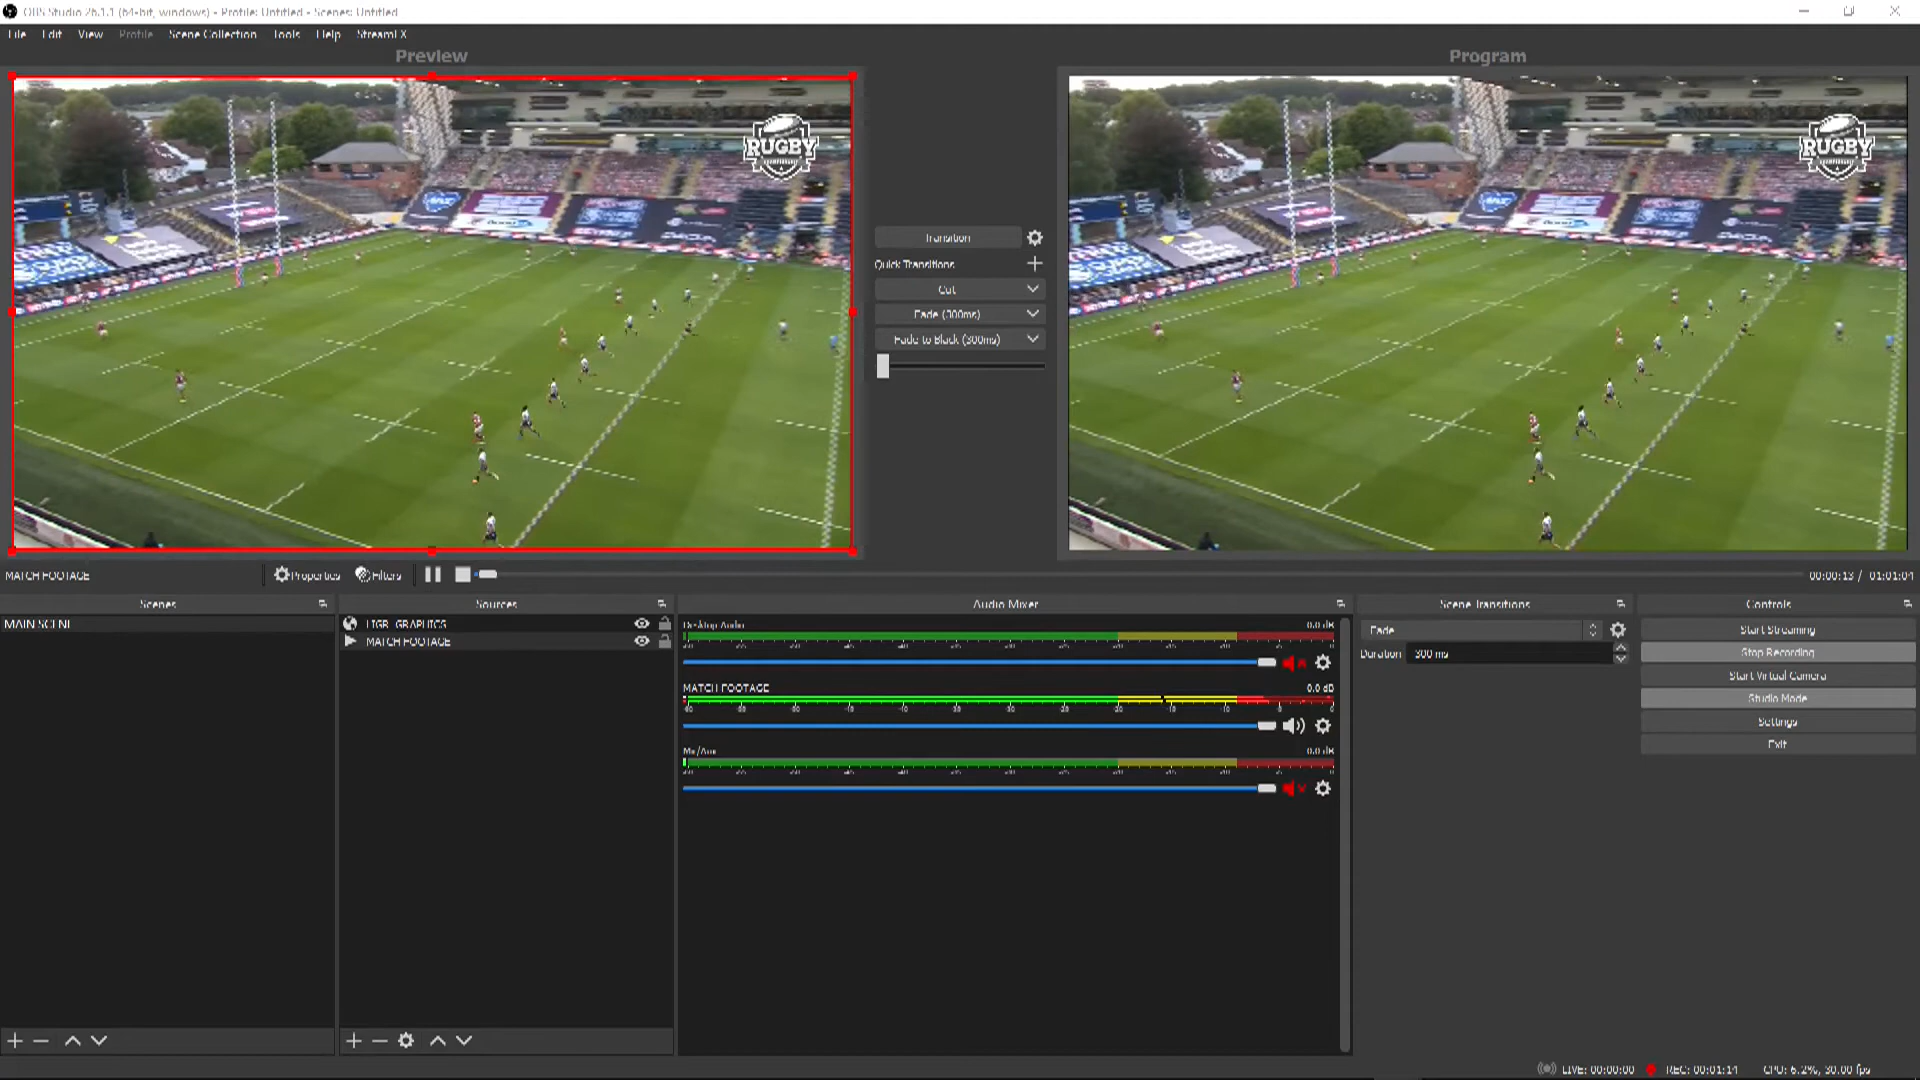 OBS Studio 26.1.1 (64-bit, windows) - Profile: Untitled - Scenes: Untitled
File Edit View Profile Scene Collection Tools Help StreamFX
Preview
Program
RUGBY
RUGBY
Transition
Quick Transitions
Cut
Fade (300ms)
Fade to Black (300ms)
MATCH FOOTAGE
Properties Filters
00:00:13 / 01:01:04
Scenes
Sources
Audio Mixer
Scene Transitions
Controls
MAIN SCENE
LIGR GRAPHICS
MATCH FOOTAGE
Desktop Audio 0.0 dB
MATCH FOOTAGE 0.0 dB
Mic/Aux 0.0 dB
Fade
Duration 300 ms
Start Streaming
Stop Recording
Start Virtual Camera
Studio Mode
Settings
Exit
LIVE: 00:00:00 REC: 00:01:14 CPU: 6.2%, 30.00 fps